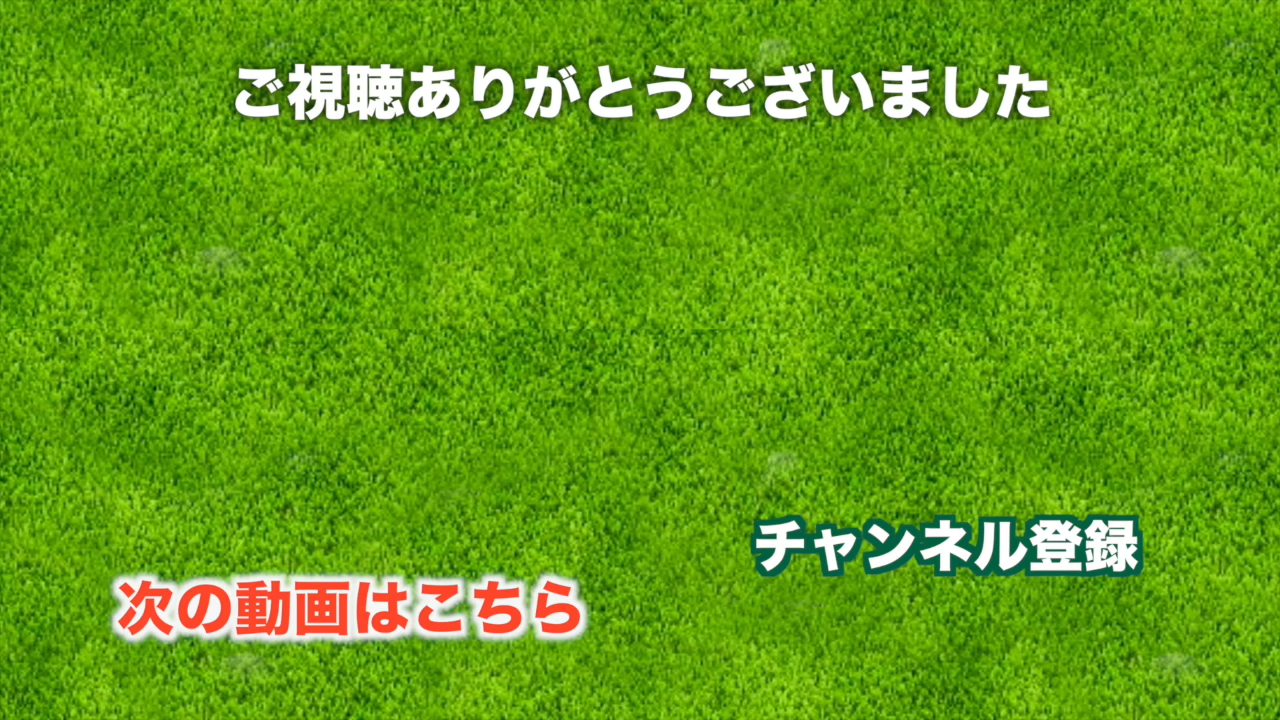 ご視聴ありがとうございました
チャンネル登録
次の動画はこちら